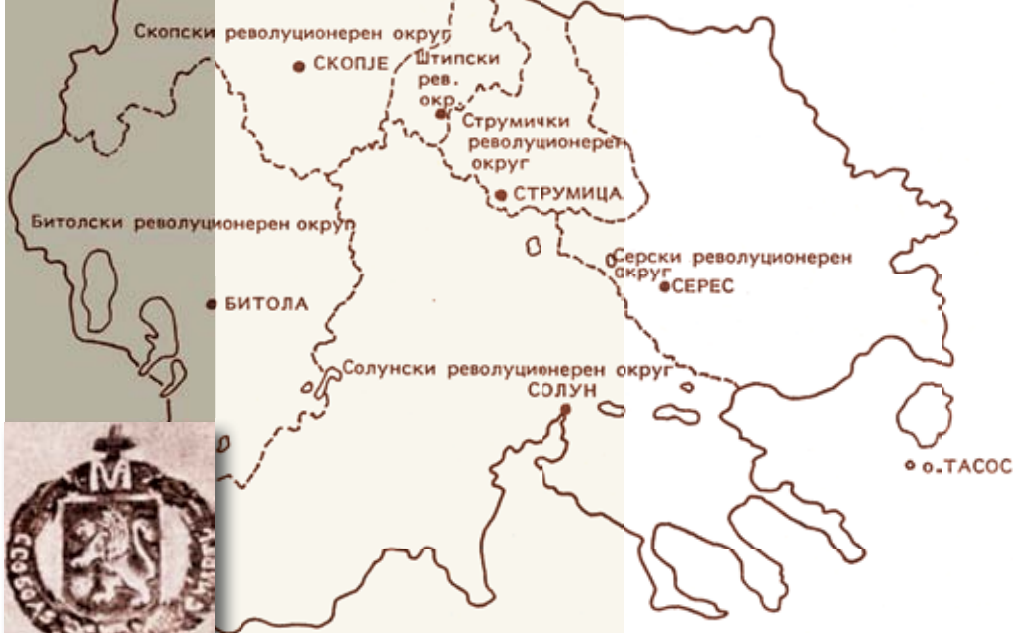 Скопски револуционерен округ
СКОПЈЕ
Штипски
рев.
окр.
Струмички
револуционерен
округ
СТРУМИЦА
Битолски револуционерен округ
БИТОЛА
Серски револуционерен
округ
СЕРЕС
Солунски револуционерен округ
СОЛУН
о.ТАСОС
М